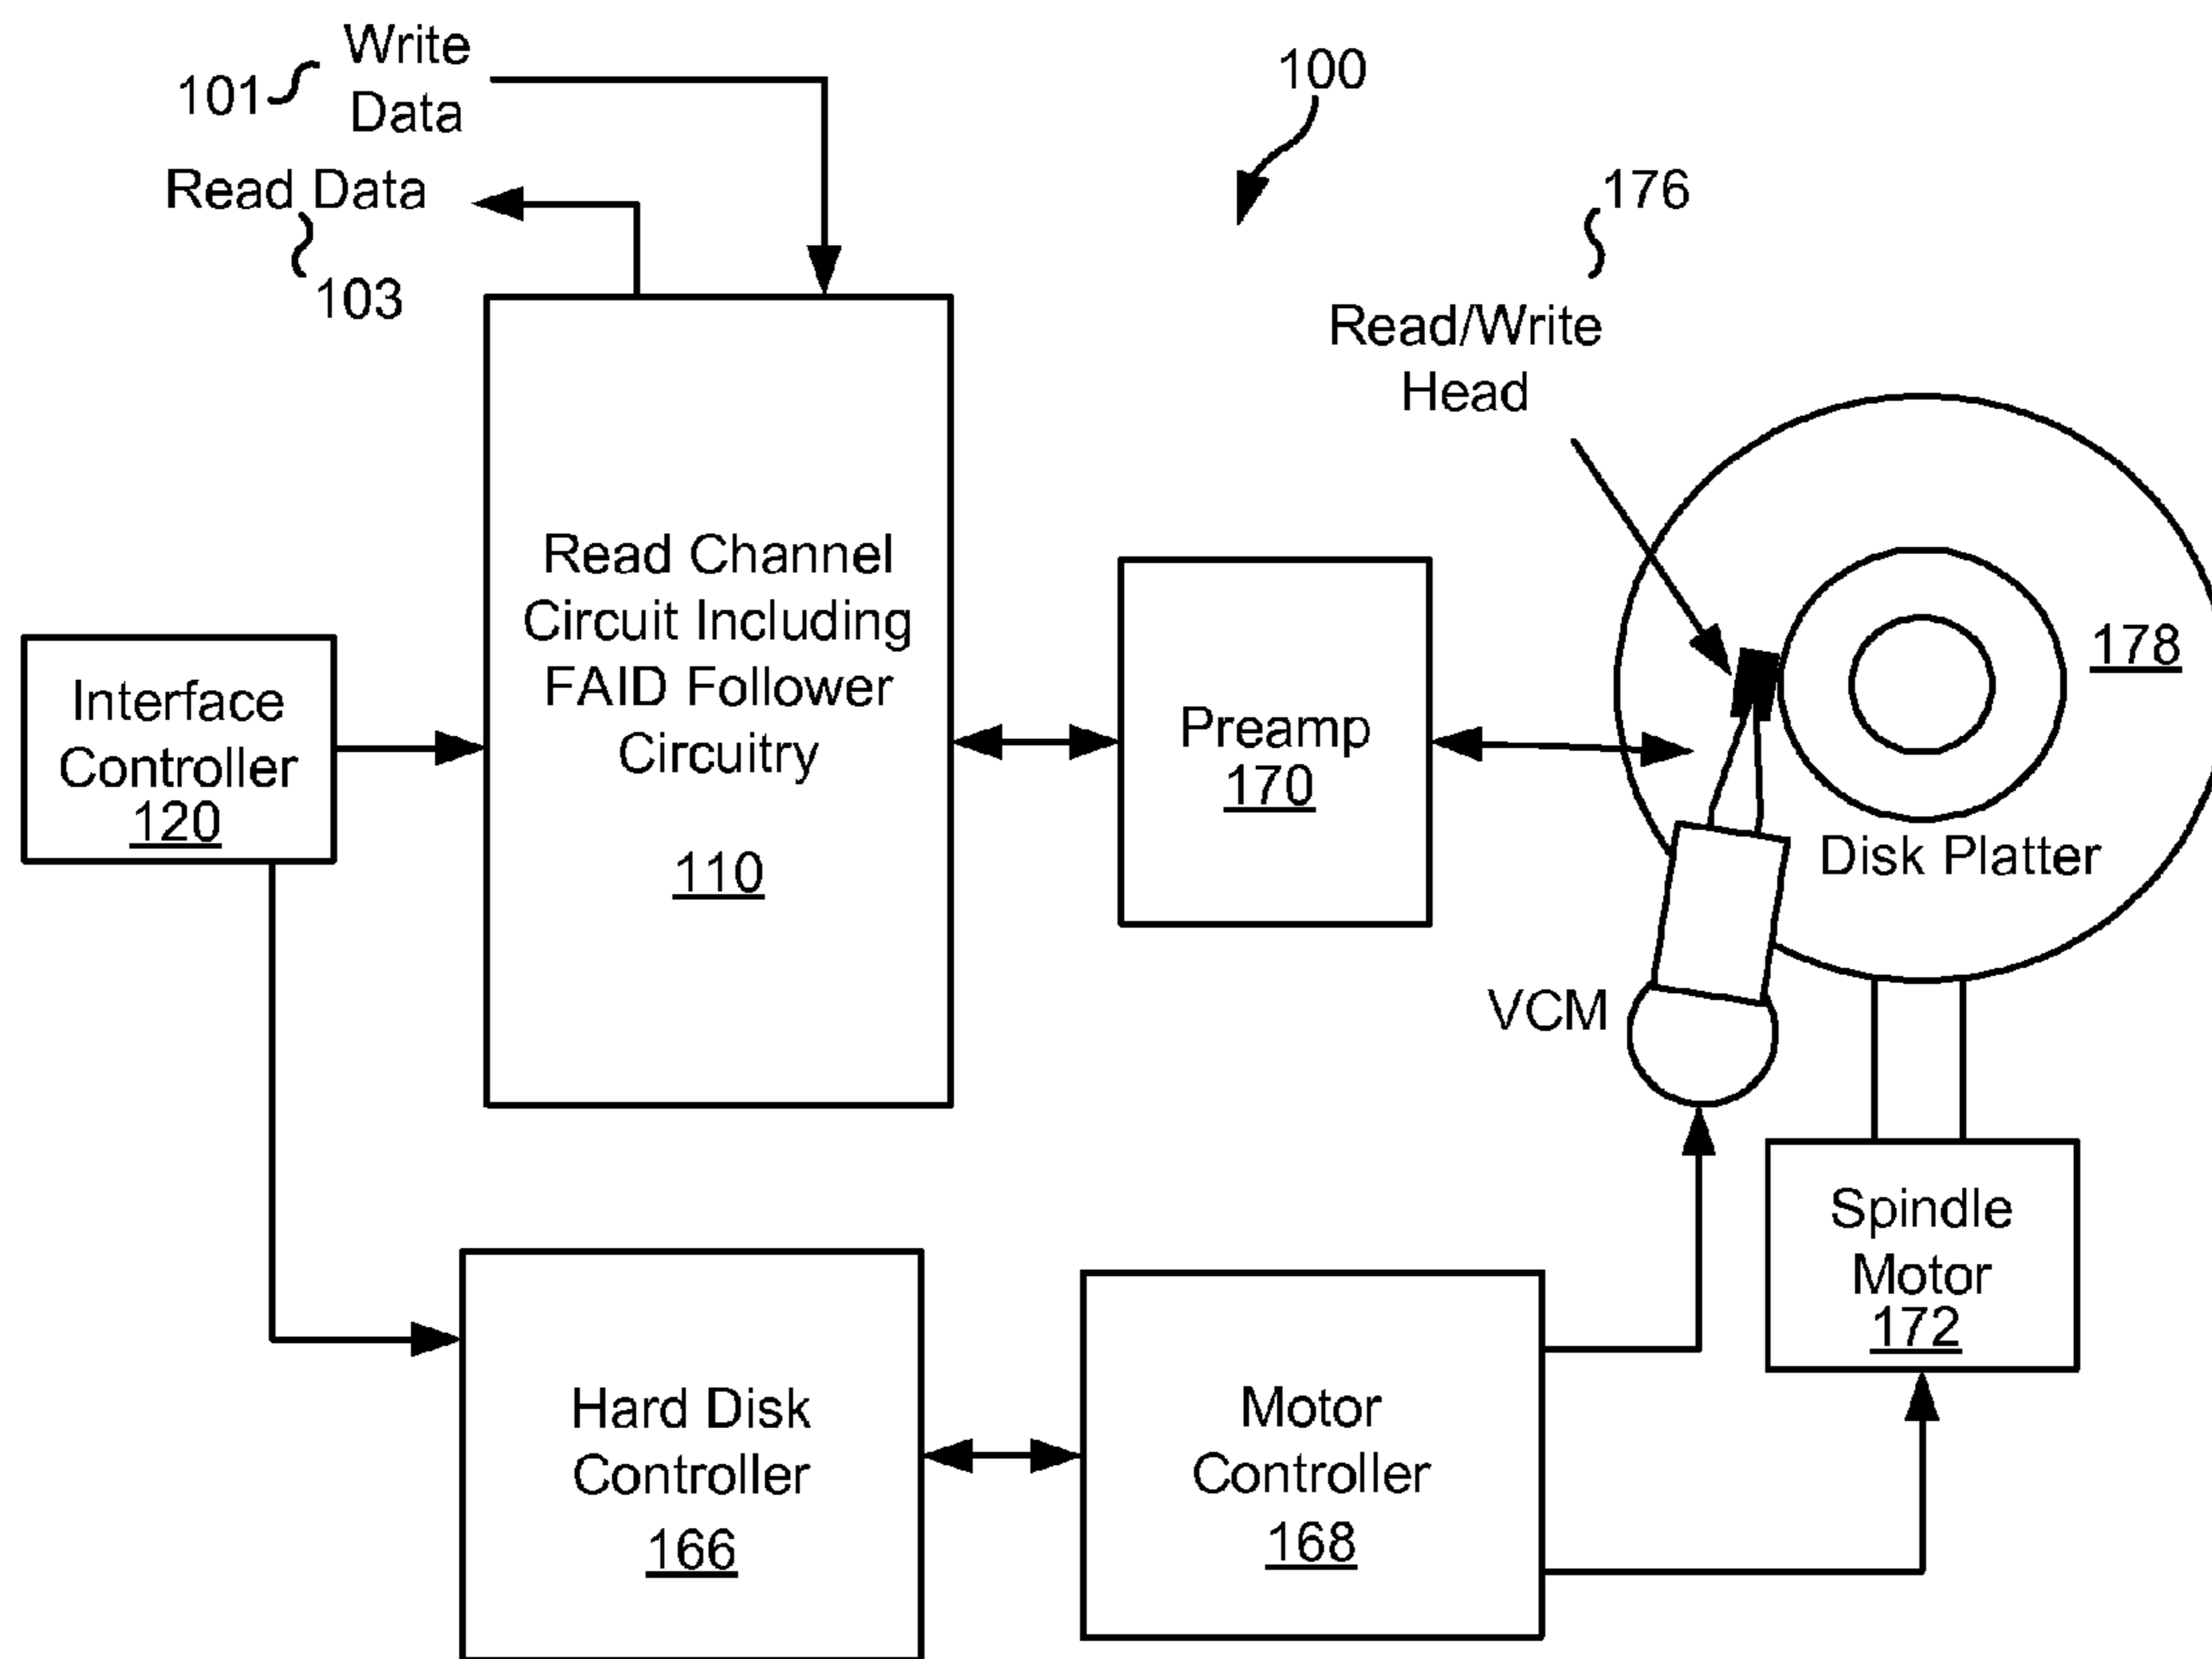 Write
Data
101
Read Data
103
100
176
Read/Write
Head
Read Channel
Circuit Including
FAID Follower
Circuitry
110
Interface
Controller
120
Preamp
170
178
Disk Platter
VCM
Spindle
Motor
172
Hard Disk
Controller
166
Motor
Controller
168